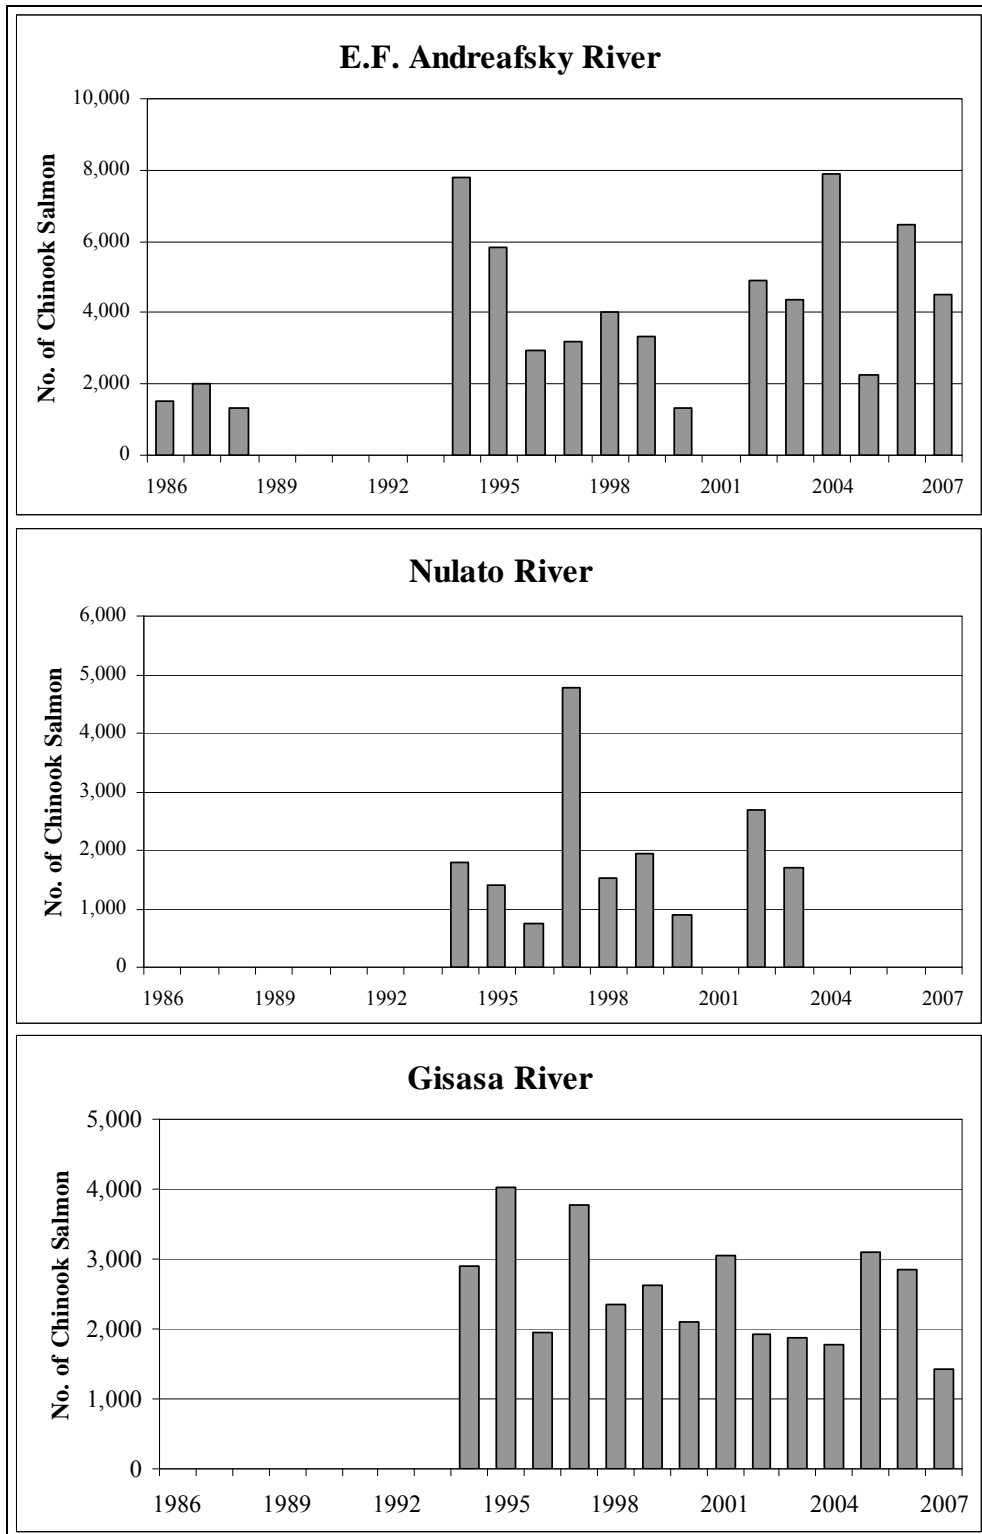 E.F. Andreafsky River
No. of Chinook Salmon
10,000
8,000
6,000
4,000
2,000
0
1986 1989 1992 1995 1998 2001 2004 2007
Nulato River
No. of Chinook Salmon
6,000
5,000
4,000
3,000
2,000
1,000
0
1986 1989 1992 1995 1998 2001 2004 2007
Gisasa River
No. of Chinook Salmon
5,000
4,000
3,000
2,000
1,000
0
1986 1989 1992 1995 1998 2001 2004 2007